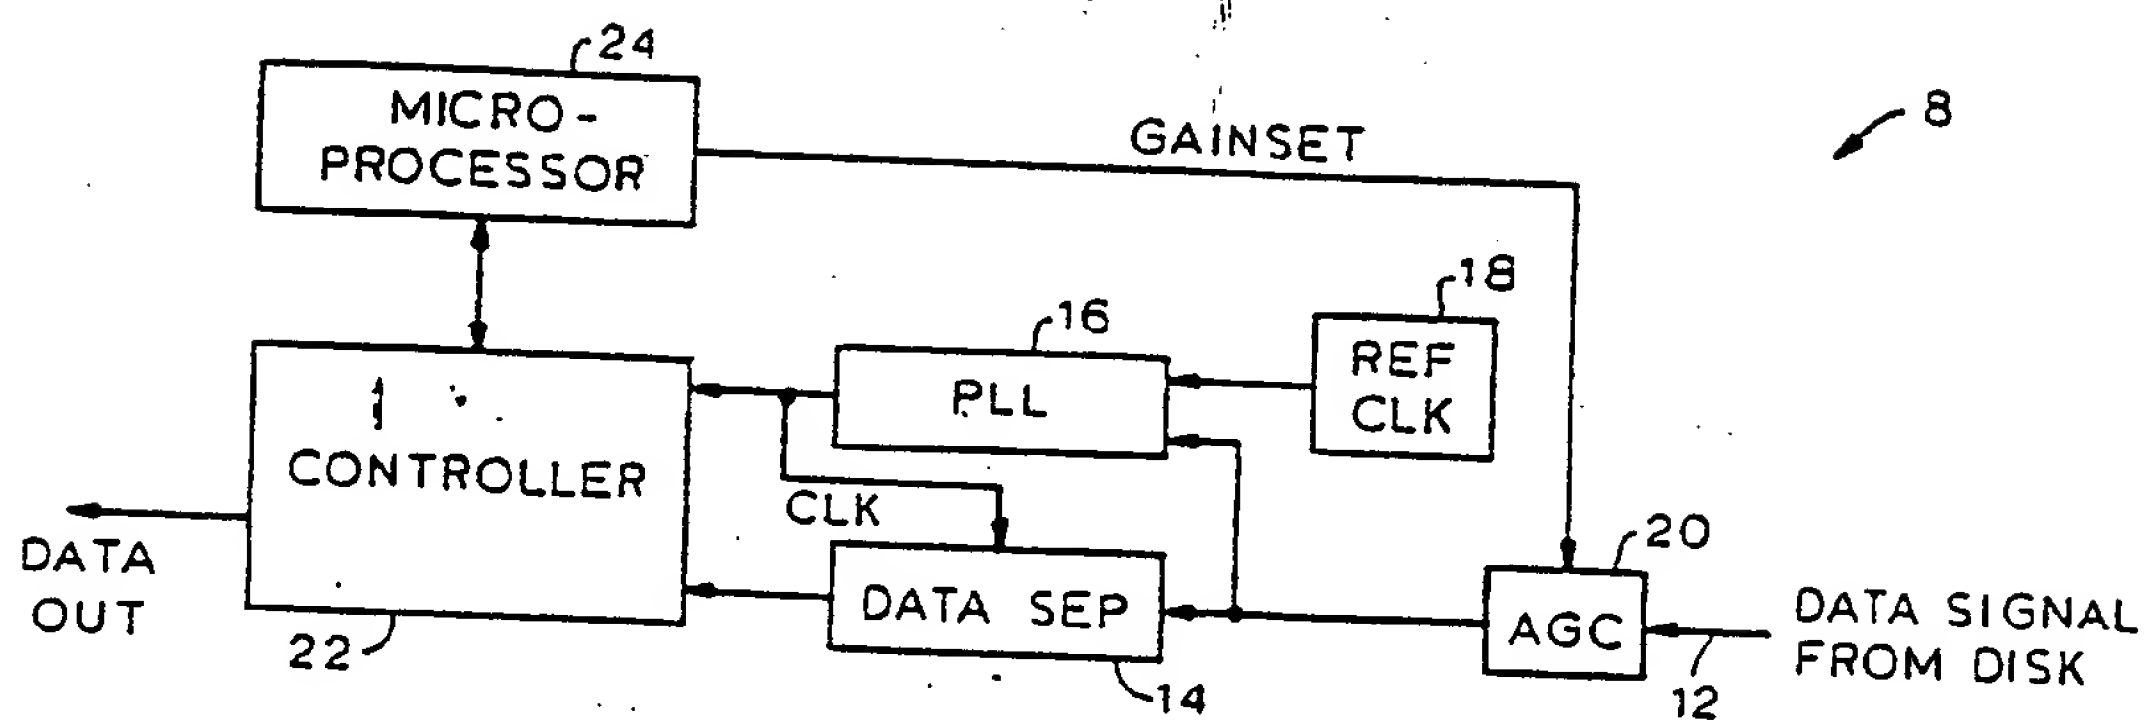 24
MICRO-
PROCESSOR
GAINSET
8
18
REF
CLK
16
PLL
CONTROLLER
CLK
DATA
OUT
22
DATA SEP
14
20
AGC
12
DATA SIGNAL
FROM DISK